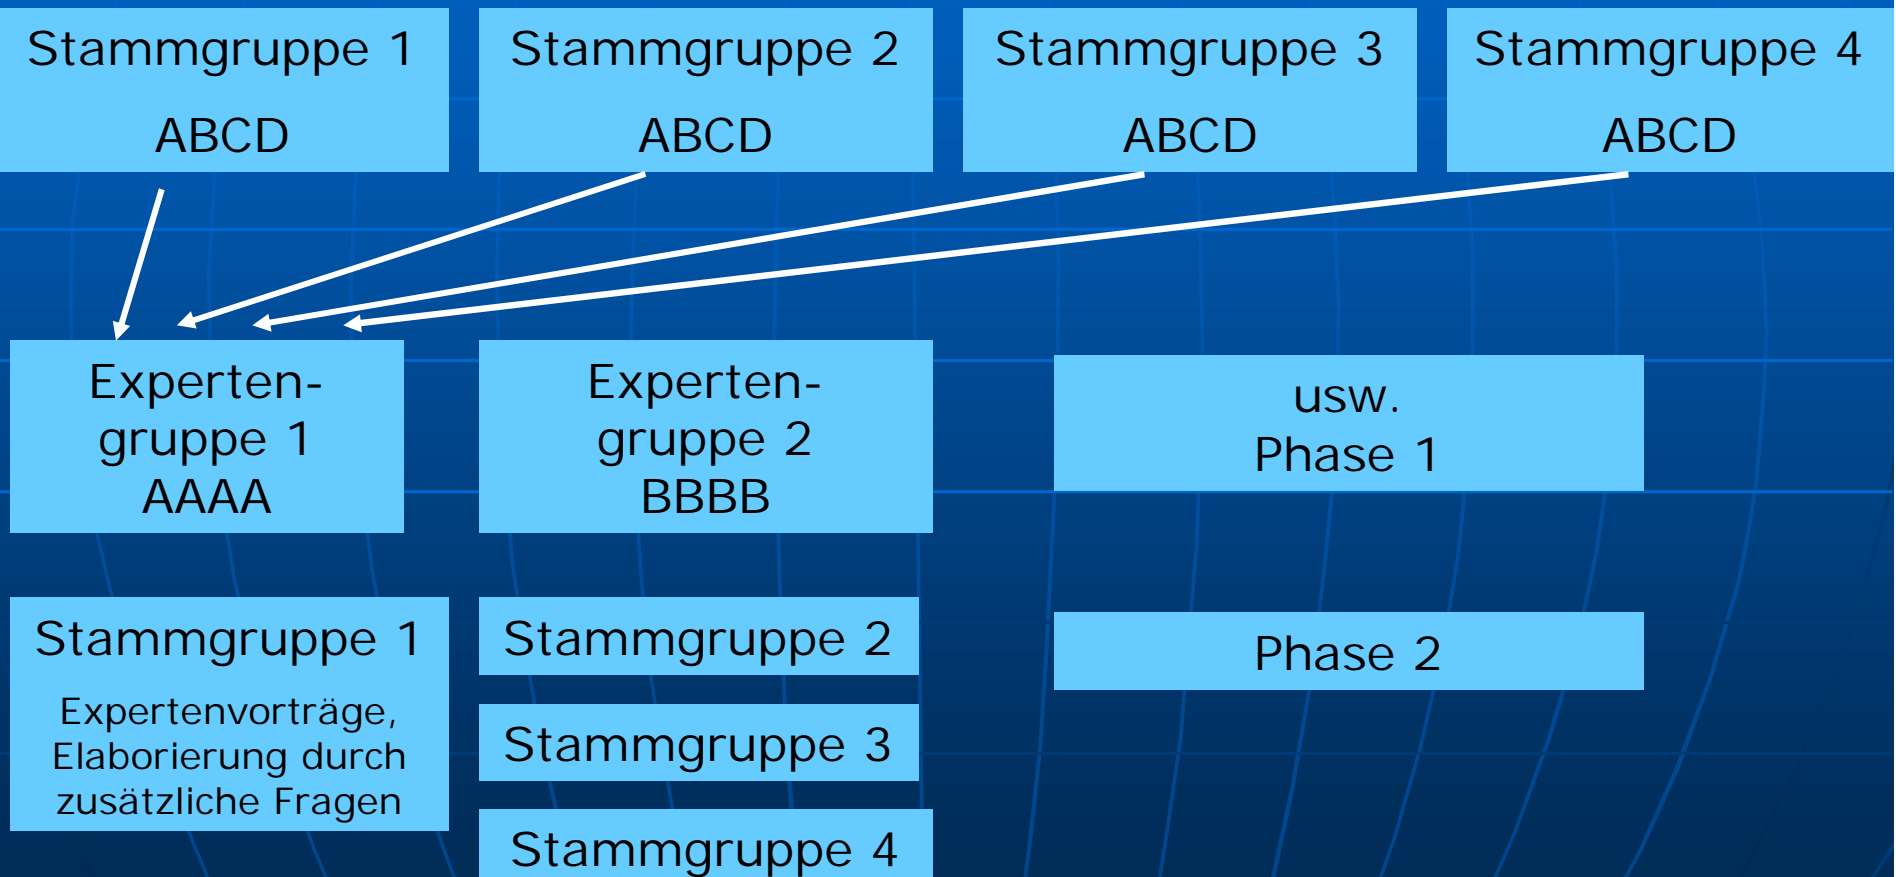 Stammgruppe 1
ABCD
Stammgruppe 2
ABCD
Stammgruppe 3
ABCD
Stammgruppe 4
ABCD
Experten-
gruppe 1
AAAA
Experten-
gruppe 2
BBBB
usw.
Phase 1
Stammgruppe 1
Expertenvorträge,
Elaborierung durch
zusätzliche Fragen
Stammgruppe 2
Stammgruppe 3
Stammgruppe 4
Phase 2